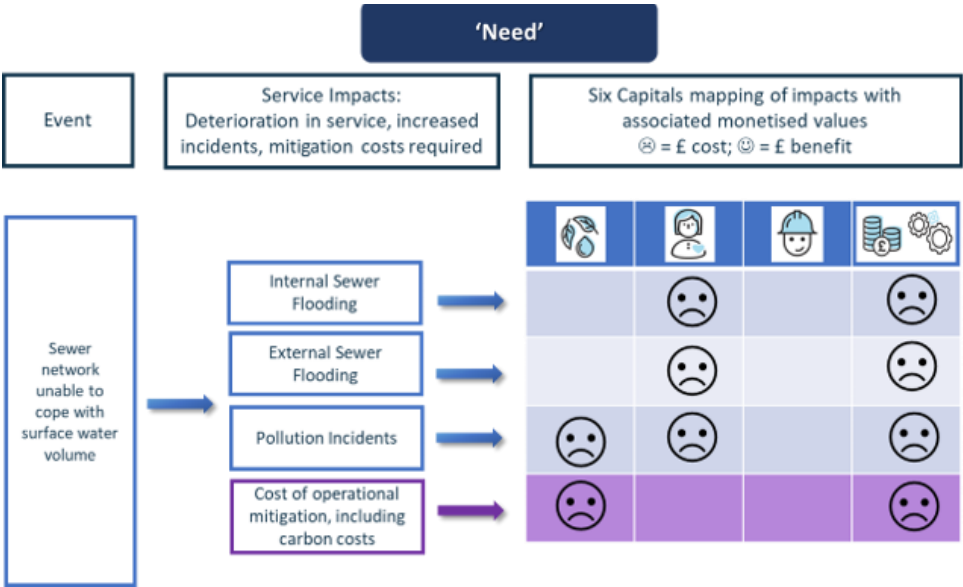 ‘Need’
Event
Service Impacts:
Deterioration in service, increased
incidents, mitigation costs required
Six Capitals mapping of impacts with
associated monetised values
☹ = £ cost; ☺ = £ benefit
£
Sewer
network
unable to
cope with
surface water
volume
Internal Sewer
Flooding
External Sewer
Flooding
Pollution Incidents
Cost of operational
mitigation, including
carbon costs